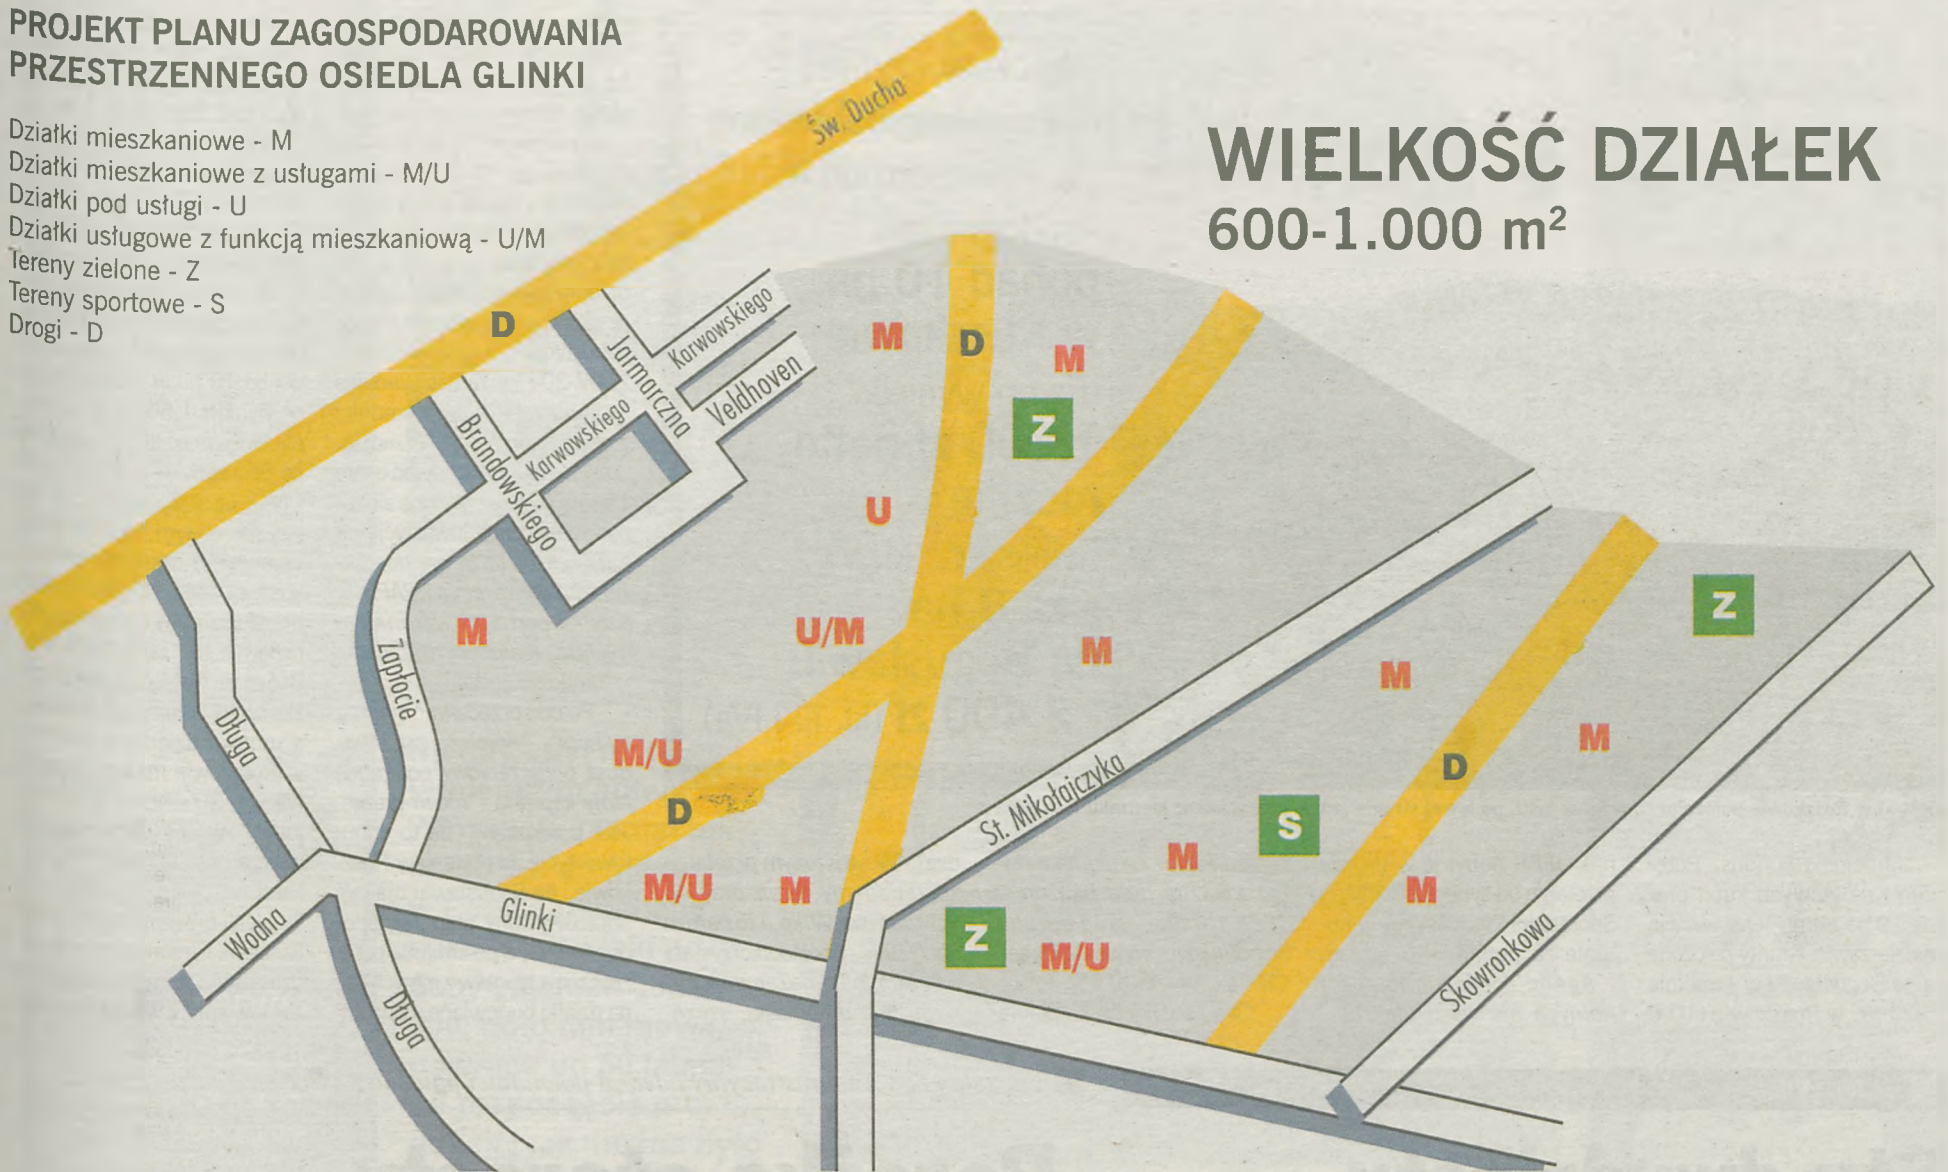 PROJEKT PLANU ZAGOSPODAROWANIA
PRZESTRZENNEGO OSIEDLA GLINKI
Działki mieszkaniowe - M
Działki mieszkaniowe z usługami - M/U
Działki pod usługi - U
Działki usługowe z funkcją mieszkaniową - U/M
Tereny zielone - Z
Tereny sportowe - S
Drogi - D
WIELKOŚĆ DZIAŁEK
600-1.000 m²
Św. Ducha
D
Jarmarczna
Karwowskiego
Veldhoven
Karwowskiego
Brandowskiego
M
D
M
Z
U
M
U/M
M
Z
M
M
Zapłocie
Długa
M/U
D
St. Mikołajczyka
D
S
M
M
M/U
M
Glinki
Wodna
Z
M/U
Skowronkowa
Długa